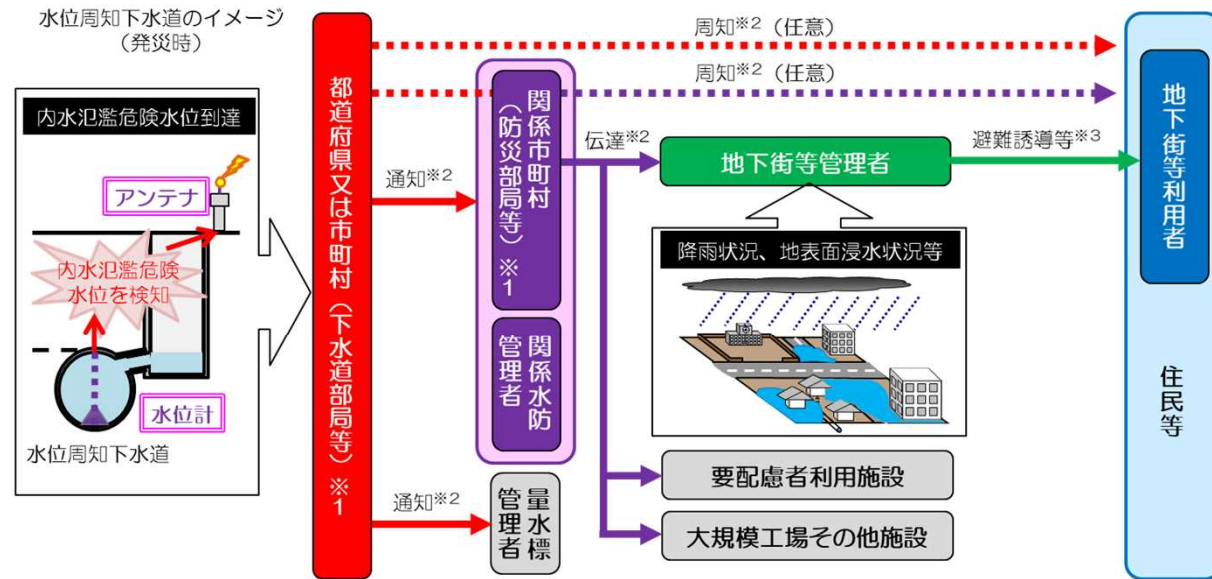 水位周知下水道のイメージ
（発災時）
内水氾濫危険水位到達
アンテナ
内水氾濫危険
水位を検知
水位計
水位周知下水道
都道府県又は市町村（下水道部局等）※1
周知※2（任意）
周知※2（任意）
通知※2
関係市町村
（防災部局等）※1
関係水防
管理者
通知※2
量水標
管理者
伝達※2
地下街等管理者
避難誘導等※3
降雨状況、地表面浸水状況等
要配慮者利用施設
大規模工場その他施設
地下街等利用者
住民等